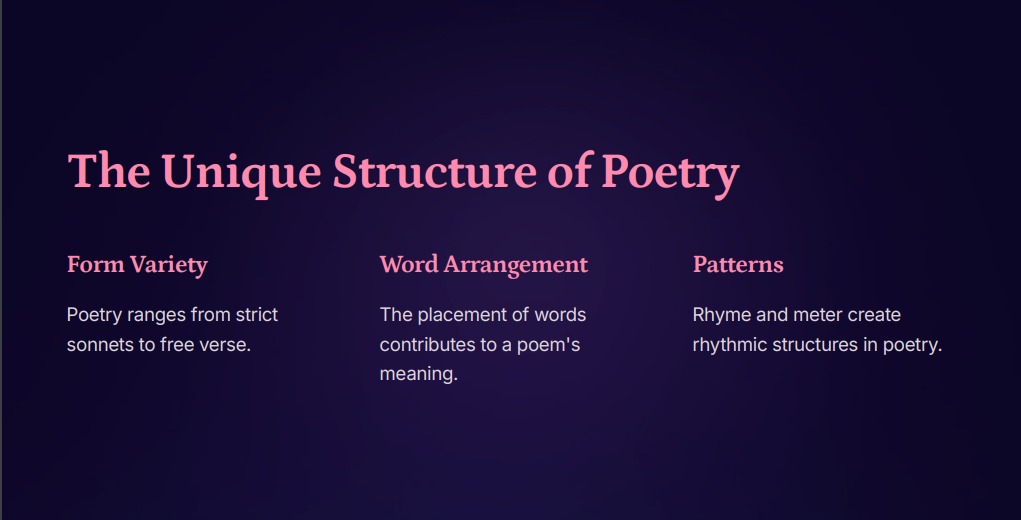 The Unique Structure of Poetry
Form Variety
Poetry ranges from strict
sonnets to free verse.
Word Arrangement
The placement of words
contributes to a poem's
meaning.
Patterns
Rhyme and meter create
rhythmic structures in poetry.